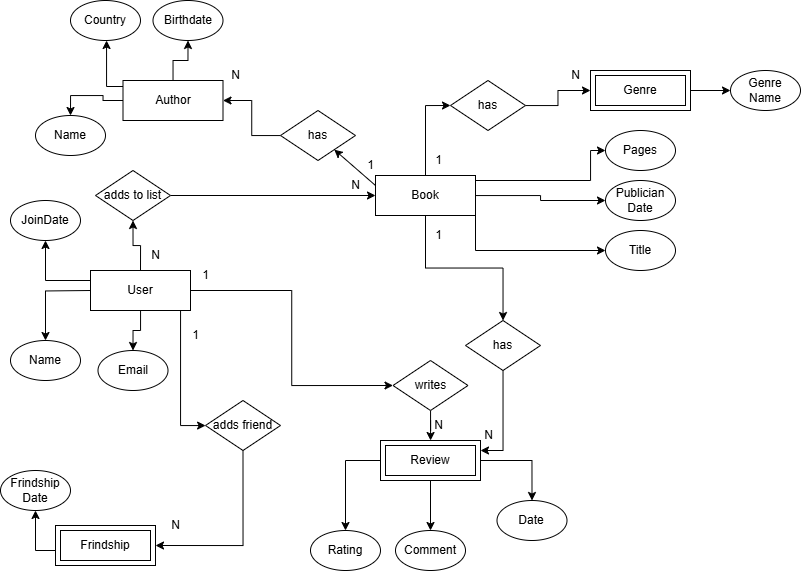 Country
Birthdate
N
N
Author
has
Genre
Genre
Name
Name
has
1
Pages
1
adds to list
N
Book
Publician
Date
JoinDate
1
Title
N
1
User
has
1
Name
Email
writes
adds friend
N
N
Review
Frindship
Date
N
Date
Frindship
Rating
Comment